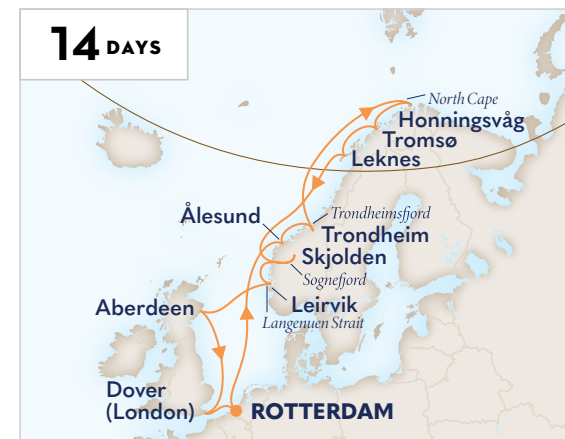 14 DAYS
North Cape
Honningsvåg
Tromsø
Leknes
Ålesund
Trondheimsfjord
Trondheim
Skjolden
Sognefjord
Aberdeen
Leirvik
Langenuen Strait
Dover
(London)
ROTTERDAM